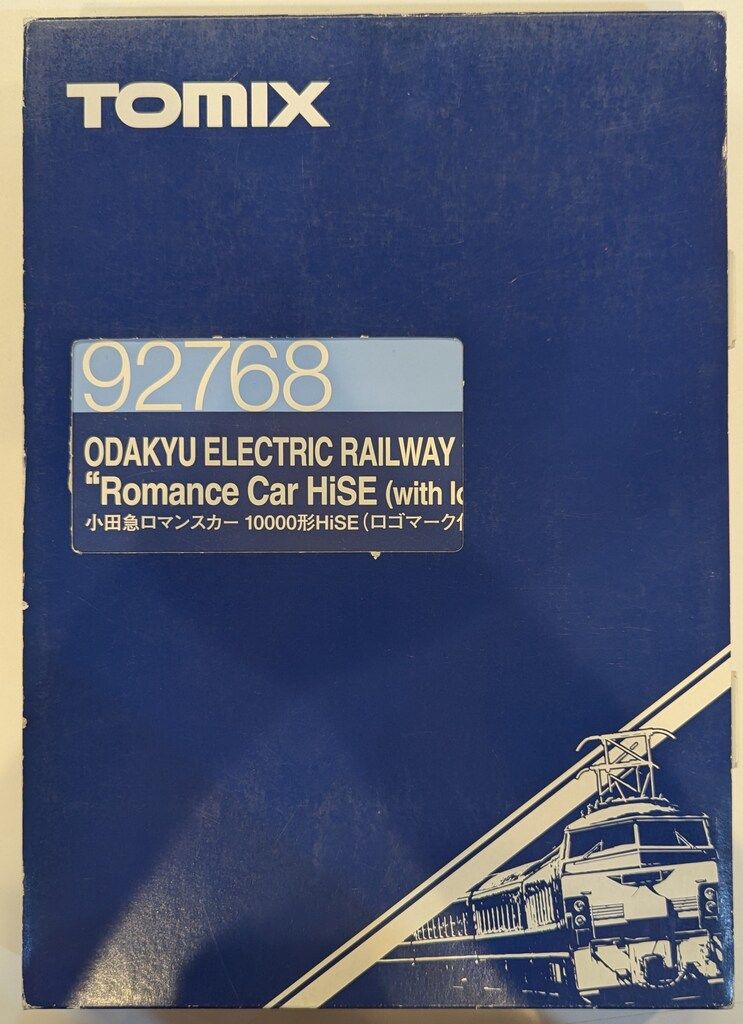 TOMIX
92768
ODAKYU ELECTRIC RAILWAY
“Romance Car HiSE (with
小田急ロマンスカー 10000形HiSE(ロゴマーク